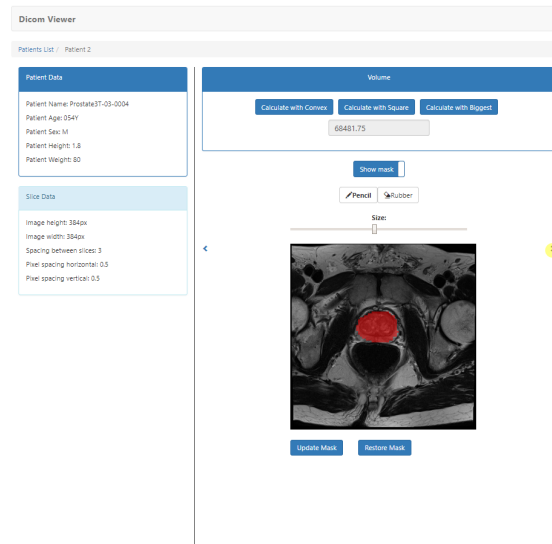 Dicom Viewer
Patients List / Patient 2
Patient Data
Patient Name: Prostate3T-03-0004
Patient Age: 054Y
Patient Sex: M
Patient Height: 1.8
Patient Weight: 80
Slice Data
Image height: 384px
Image width: 384px
Spacing between slices: 3
Pixel spacing horizontal: 0.5
Pixel spacing vertical: 0.5
Volume
Calculate with Convex Calculate with Square Calculate with Biggest
68481.75
Show mask
Pencil Rubber
Size:
Update Mask Restore Mask